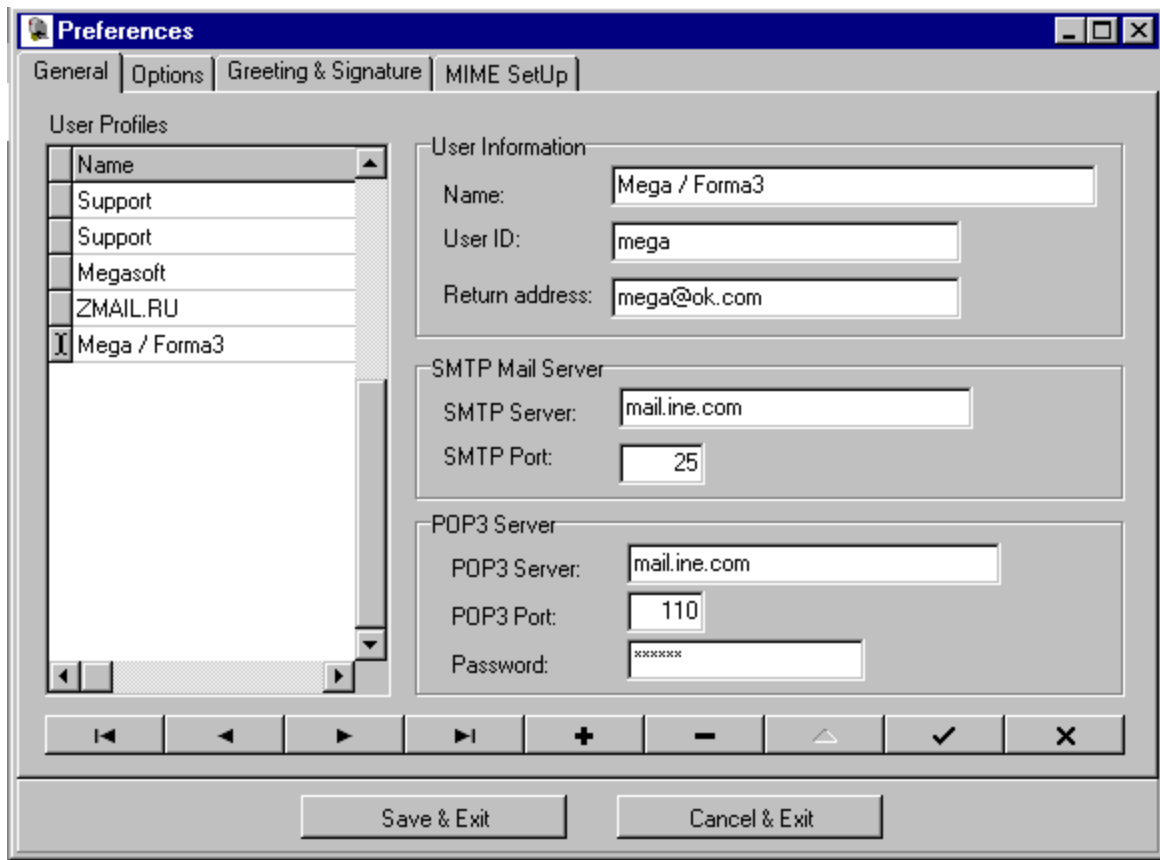 Preferences
General Options Greeting & Signature MIME SetUp
User Profiles
Name
Support
Support
Megasoft
ZMAIL.RU
Mega / Forma3
User Information
Name: Mega / Forma3
User ID: mega
Return address: mega@ok.com
SMTP Mail Server
SMTP Server: mail.ine.com
SMTP Port: 25
POP3 Server
POP3 Server: mail.ine.com
POP3 Port: 110
Password: ******
Save & Exit Cancel & Exit